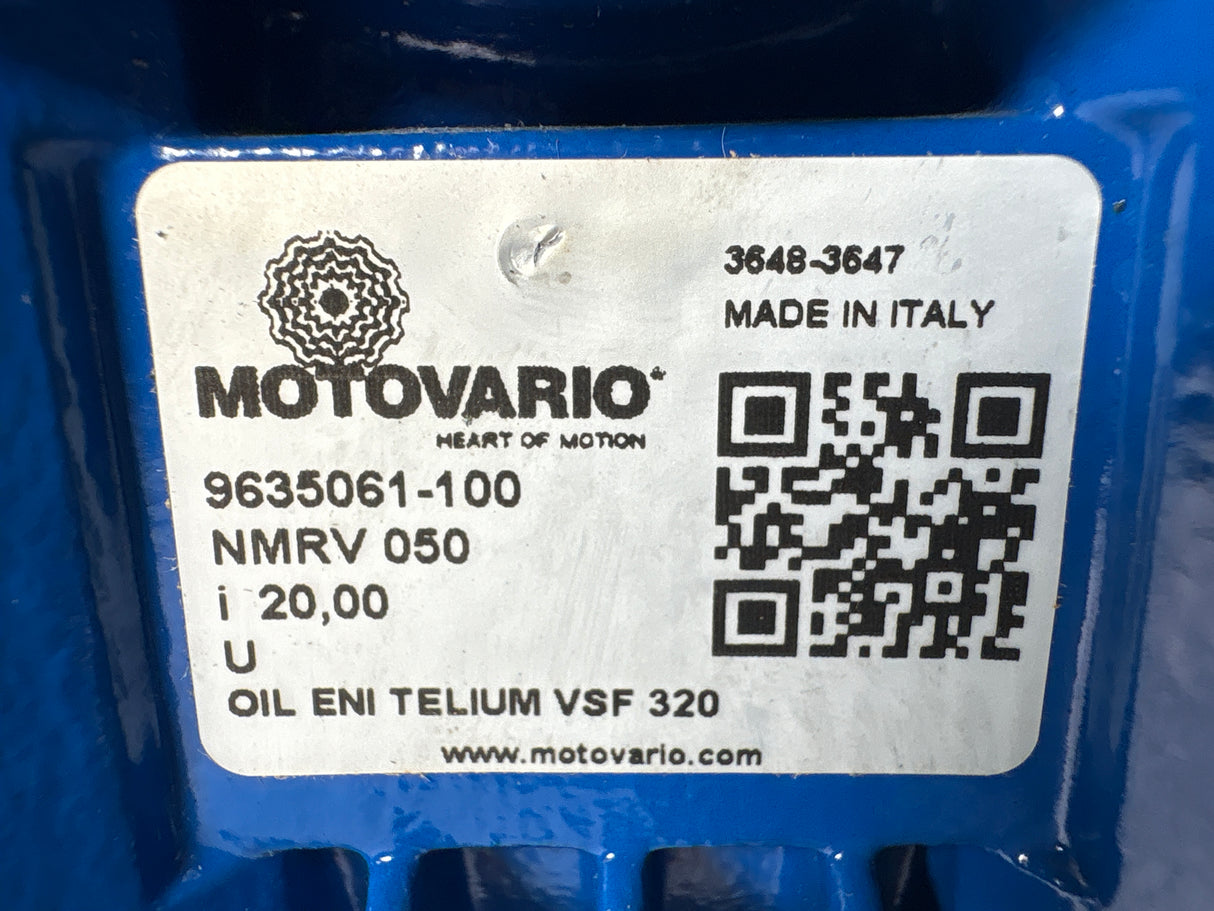 3648-3647
MADE IN ITALY
MOTOVARIO
HEART OF MOTION
9635061-100
NMRV 050
i 20,00
U
OIL ENI TELIUM VSF 320
www.motovario.com